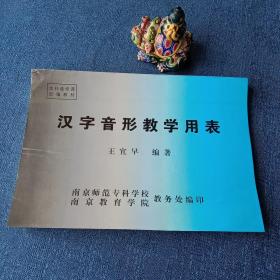 汉字音形教学用表
王宜早 编著
南京师范专科学校
南京教育学院
教务处编印